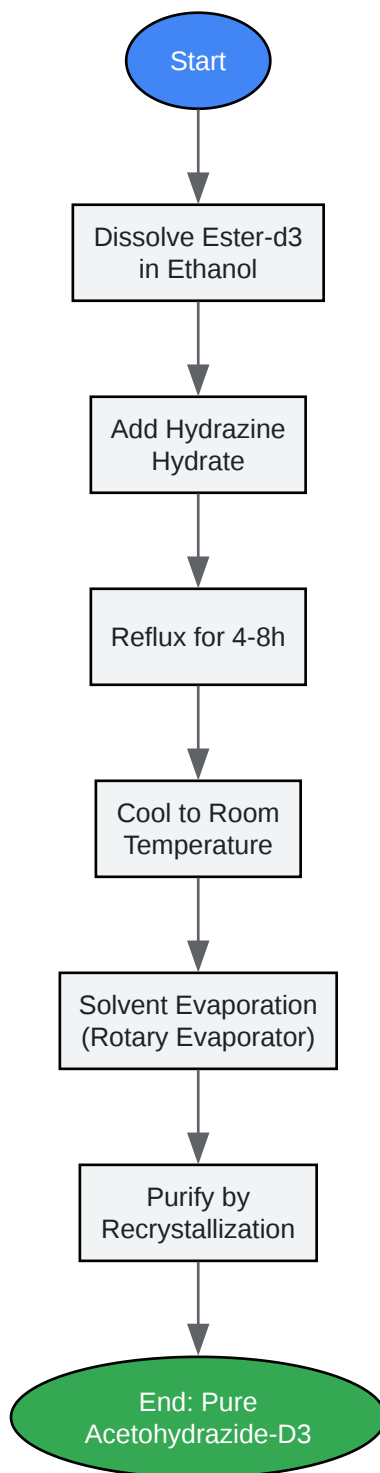 Start
Dissolve Ester-d3
in Ethanol
Add Hydrazine
Hydrate
Reflux for 4-8h
Cool to Room
Temperature
Solvent Evaporation
(Rotary Evaporator)
Purify by
Recrystallization
End: Pure
Acetohydrazide-D3